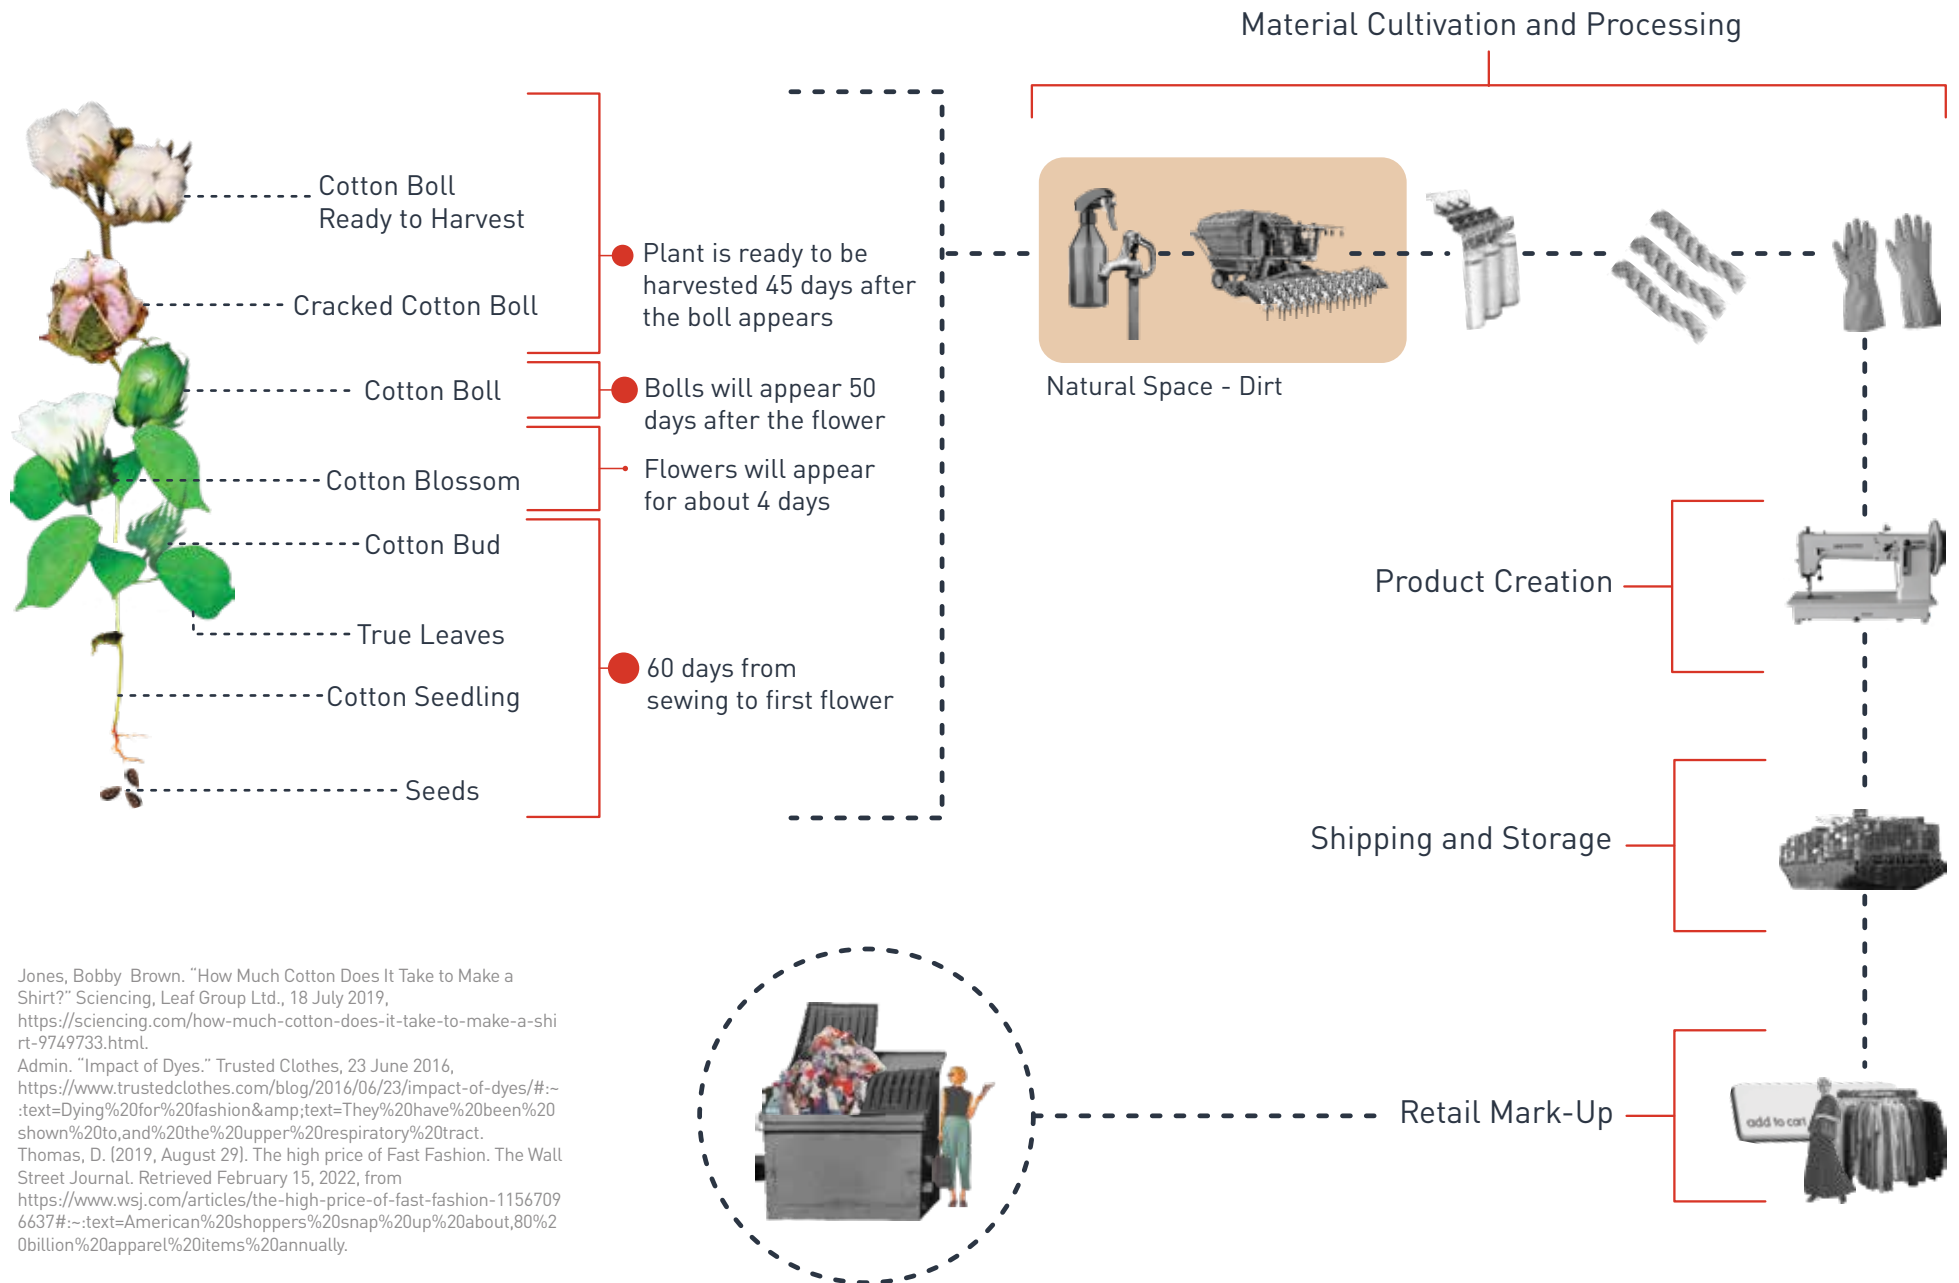 Material Cultivation and Processing
Cotton Boll
Ready to Harvest
Cracked Cotton Boll
Cotton Boll
Cotton Blossom
Cotton Bud
True Leaves
Cotton Seedling
Seeds
Plant is ready to be
harvested 45 days after
the boll appears
Bolls will appear 50
days after the flower
Flowers will appear
for about 4 days
60 days from
sewing to first flower
Natural Space - Dirt
Product Creation
Shipping and Storage
Retail Mark-Up
add to cart
Jones, Bobby Brown. "How Much Cotton Does It Take to Make a
Shirt?" Sciencing, Leaf Group Ltd., 18 July 2019,
https://sciencing.com/how-much-cotton-does-it-take-to-make-a-shi
rt-9749733.html.
Admin. "Impact of Dyes." Trusted Clothes, 23 June 2016,
https://www.trustedclothes.com/blog/2016/06/23/impact-of-dyes/#:~
:text=Dying%20for%20fashion&amp;text=They%20have%20been%20
shown%20to,and%20the%20upper%20respiratory%20tract.
Thomas, D. (2019, August 29). The high price of Fast Fashion. The Wall
Street Journal. Retrieved February 15, 2022, from
https://www.wsj.com/articles/the-high-price-of-fast-fashion-1156709
6637#:~:text=American%20shoppers%20snap%20up%20about,80%2
0billion%20apparel%20items%20annually.